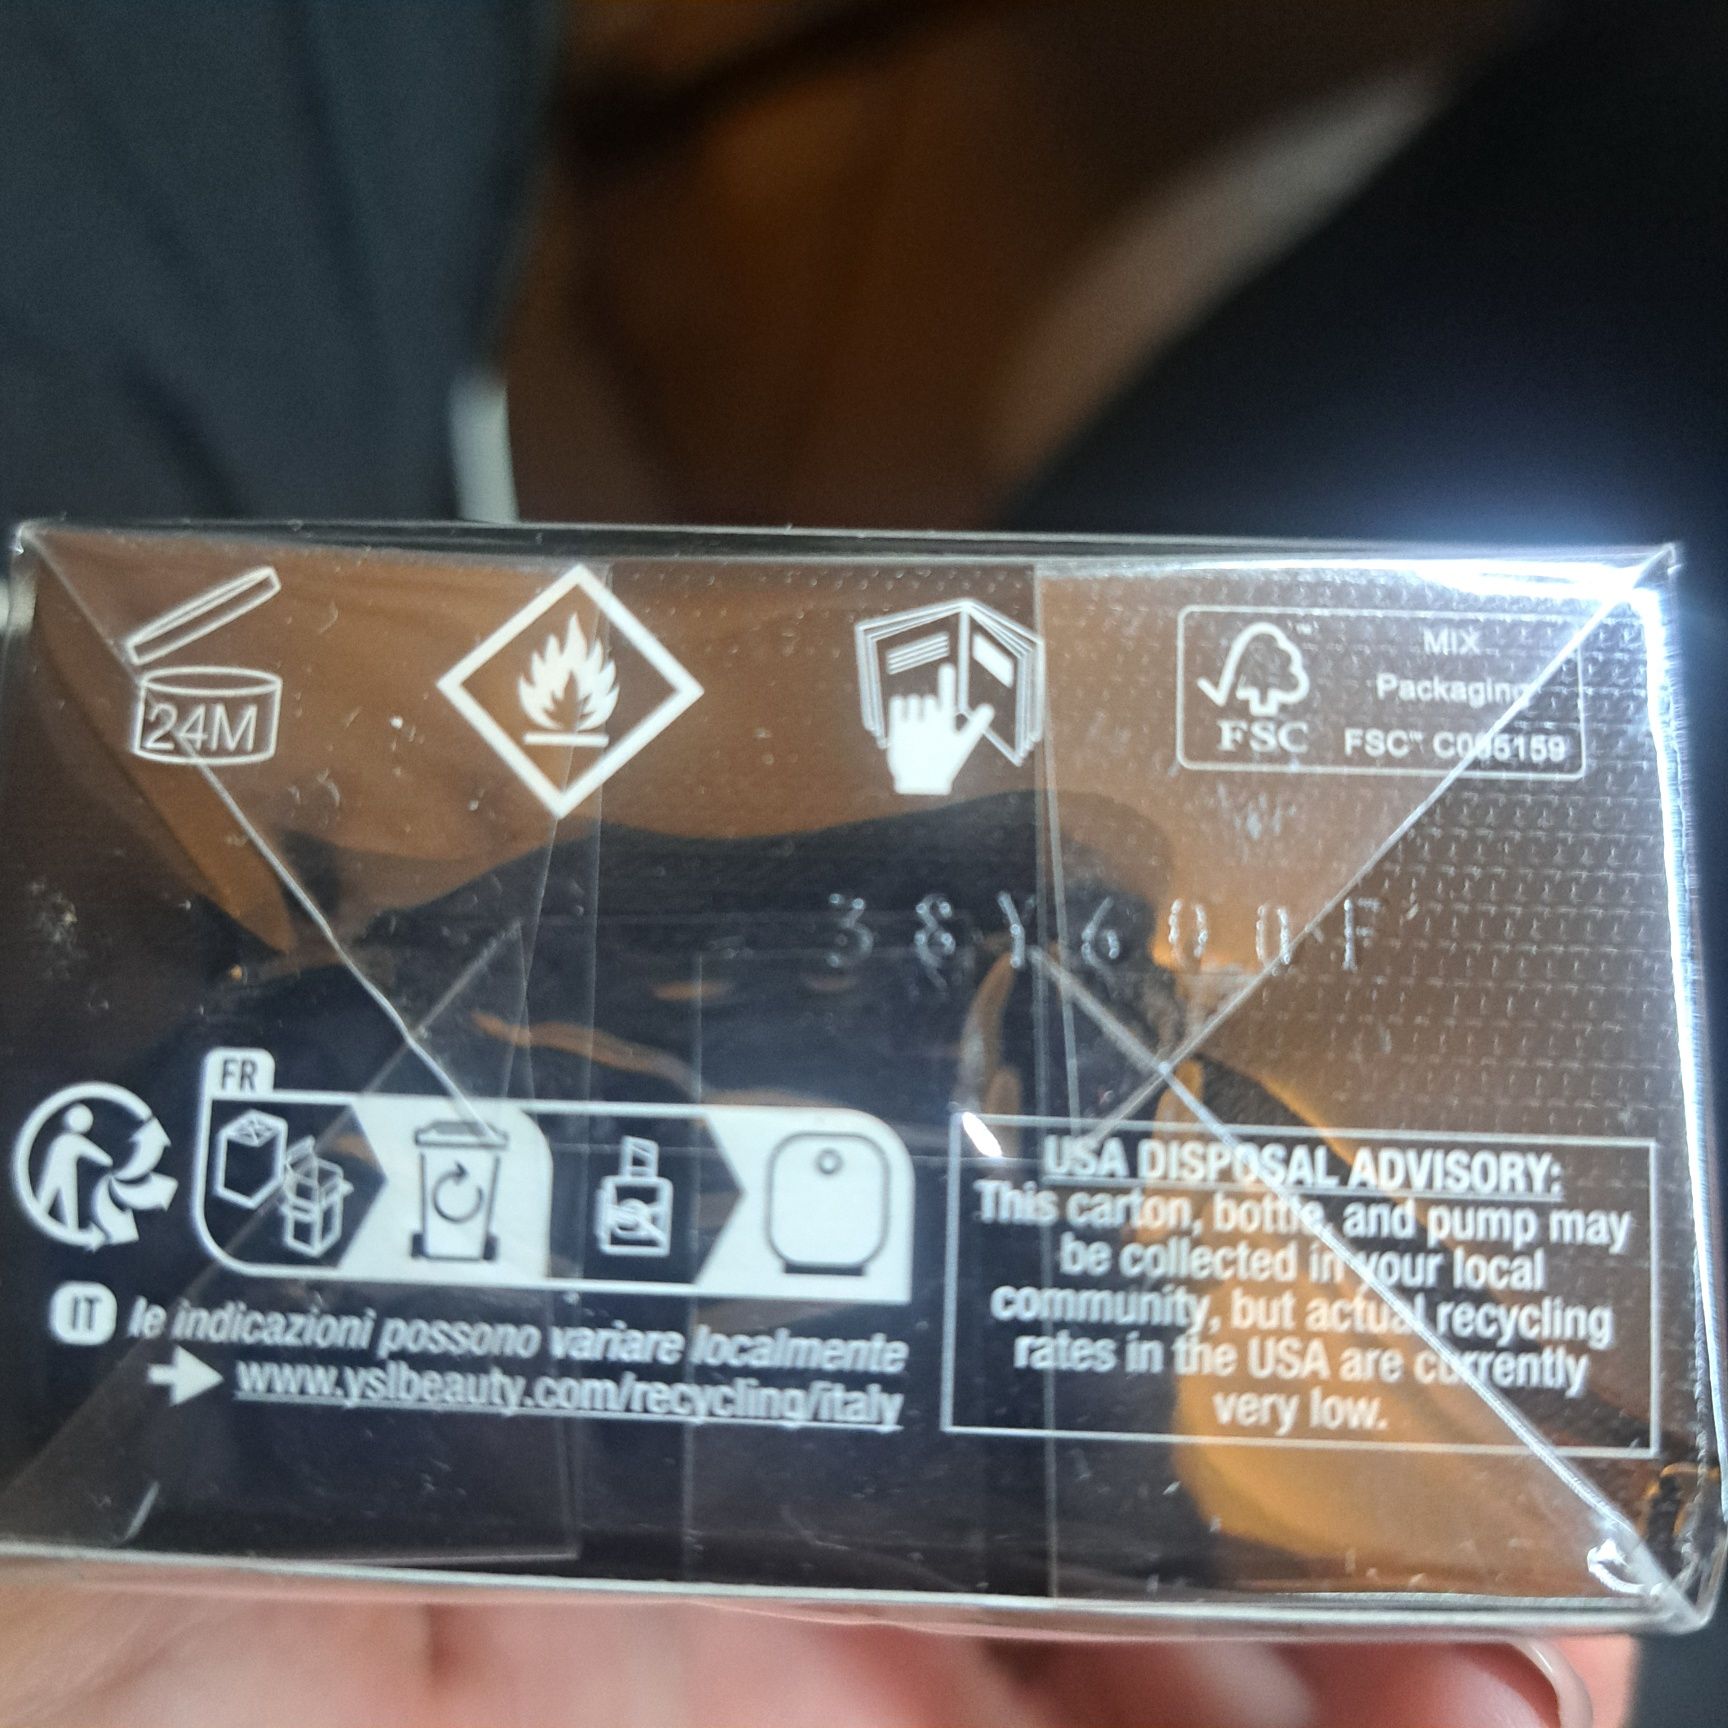 24M
MIX
Packaging
FSC
FSC™ C095159
38Y600F
FR
IT le indicazioni possono variare localmente
www.yslbeauty.com/recycling/italy
USA DISPOSAL ADVISORY:
This carton, bottle, and pump may
be collected in your local
community, but actual recycling
rates in the USA are currently
very low.